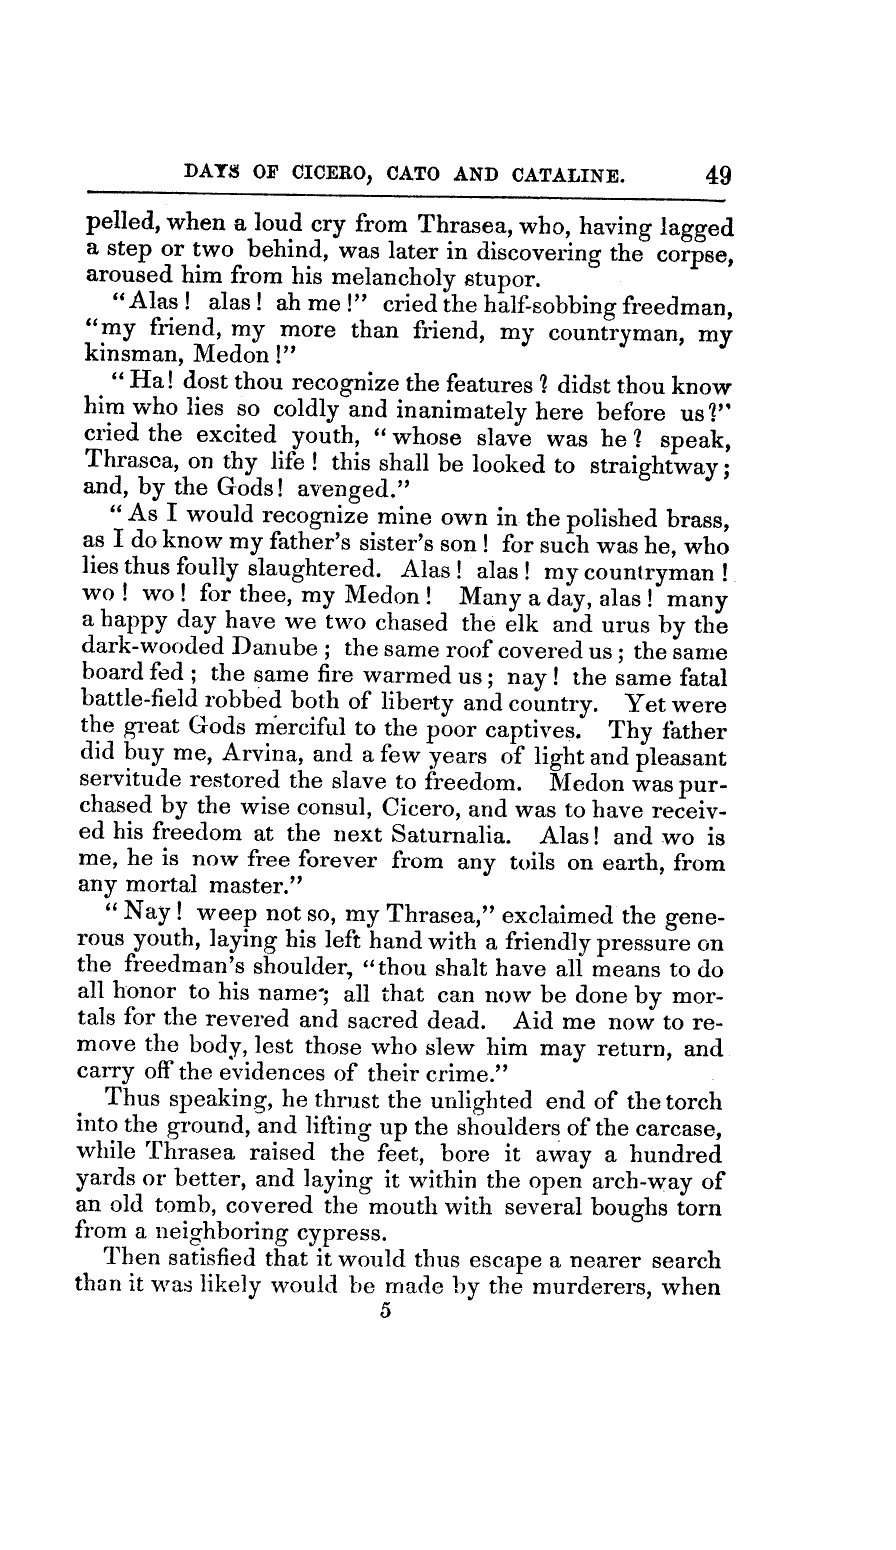 DAYS OF CICERO, CATO AND CATALINE. 49
pelled, when a loud cry from Thrasea, who, having lagged
a step or two behind, was later in discovering the corpse,
aroused him from his melancholy stupor.
"Alas! alas! ah me!" cried the half-sobbing freedman,
"my friend, my more than friend, my countryman, my
kinsman, Medon!"
"Ha! dost thou recognize the features? didst thou know
him who lies so coldly and inanimately here before us?"
cried the excited youth, "whose slave was he? speak,
Thrasea, on thy life! this shall be looked to straightway;
and, by the Gods! avenged."
"As I would recognize mine own in the polished brass,
as I do know my father's sister's son! for such was he, who
lies thus foully slaughtered. Alas! alas! my countryman!
wo! wo! for thee, my Medon! Many a day, alas! many
a happy day have we two chased the elk and urus by the
dark-wooded Danube; the same roof covered us; the same
board fed; the same fire warmed us; nay! the same fatal
battle-field robbed both of liberty and country. Yet were
the great Gods merciful to the poor captives. Thy father
did buy me, Arvina, and a few years of light and pleasant
servitude restored the slave to freedom. Medon was pur-
chased by the wise consul, Cicero, and was to have receiv-
ed his freedom at the next Saturnalia. Alas! and wo is
me, he is now free forever from any toils on earth, from
any mortal master."
"Nay! weep not so, my Thrasea," exclaimed the gene-
rous youth, laying his left hand with a friendly pressure on
the freedman's shoulder, "thou shalt have all means to do
all honor to his name; all that can now be done by mor-
tals for the revered and sacred dead. Aid me now to re-
move the body, lest those who slew him may return, and
carry off the evidences of their crime."
Thus speaking, he thrust the unlighted end of the torch
into the ground, and lifting up the shoulders of the carcase,
while Thrasea raised the feet, bore it away a hundred
yards or better, and laying it within the open arch-way of
an old tomb, covered the mouth with several boughs torn
from a neighboring cypress.
Then satisfied that it would thus escape a nearer search
than it was likely would be made by the murderers, when
5